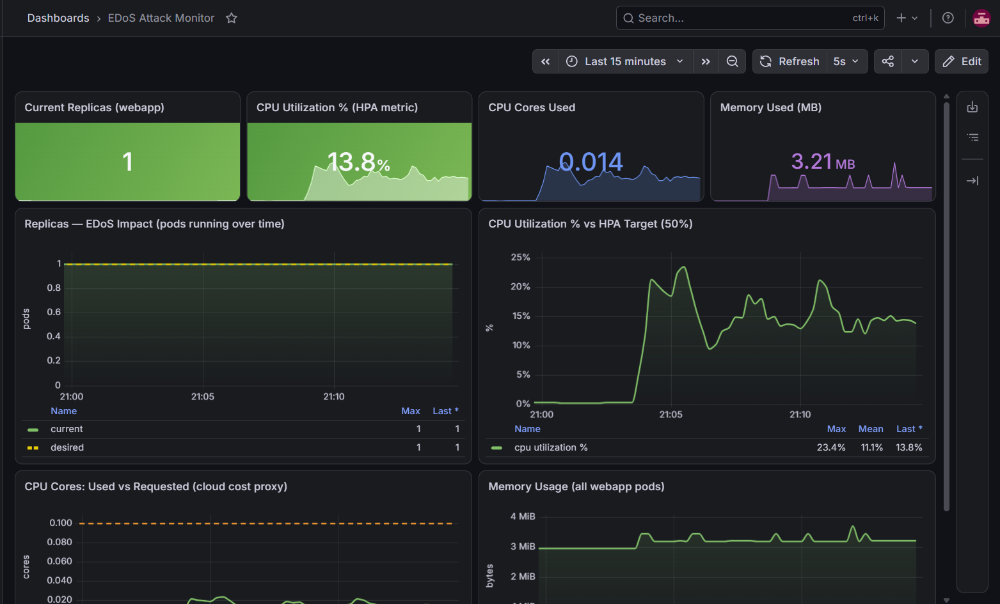 Dashboards › EDoS Attack Monitor
Search... ctrl+k
Last 15 minutes Refresh 5s Edit
Current Replicas (webapp)
1
CPU Utilization % (HPA metric)
13.8%
CPU Cores Used
0.014
Memory Used (MB)
3.21 MB
Replicas — EDoS Impact (pods running over time)
pods
1
0.8
0.6
0.4
0.2
0
21:00 21:05 21:10
Name Max Last *
current 1 1
desired 1 1
CPU Utilization % vs HPA Target (50%)
%
25%
20%
15%
10%
5%
0%
21:00 21:05 21:10
Name Max Mean Last *
cpu utilization % 23.4% 11.1% 13.8%
CPU Cores: Used vs Requested (cloud cost proxy)
cores
0.100
0.080
0.060
0.040
0.020
Memory Usage (all webapp pods)
bytes
4 MiB
3 MiB
2 MiB